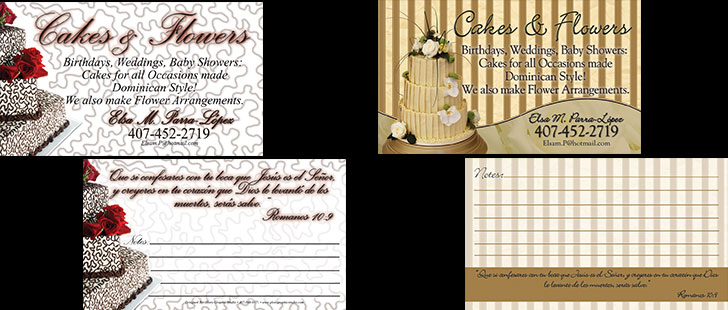 Cakes & Flowers
Birthdays, Weddings, Baby Showers:
Cakes for all Occasions made
Dominican Style!
We also make Flower Arrangements.
Elsa M. Parra-López
407-452-2719
Elsam.P@hotmail.com
Cakes & Flowers
Birthdays, Weddings, Baby Showers:
Cakes for all Occasions made
Dominican Style!
We also make Flower Arrangements.
Elsa M. Parra-López
407-452-2719
Elsam.P@hotmail.com
Que si confesares con tu boca que Jesús es el Señor,
y creyeres en tu corazón que Dios le levantó de los
muertos, serás salvo.
Romanos 10:9
Notes:
Notes:
"Que si confesares con tu boca que Jesús es el Señor, y creyeres en tu corazón que Dios
le levantó de los muertos, serás salvo."
Romanos 10:9